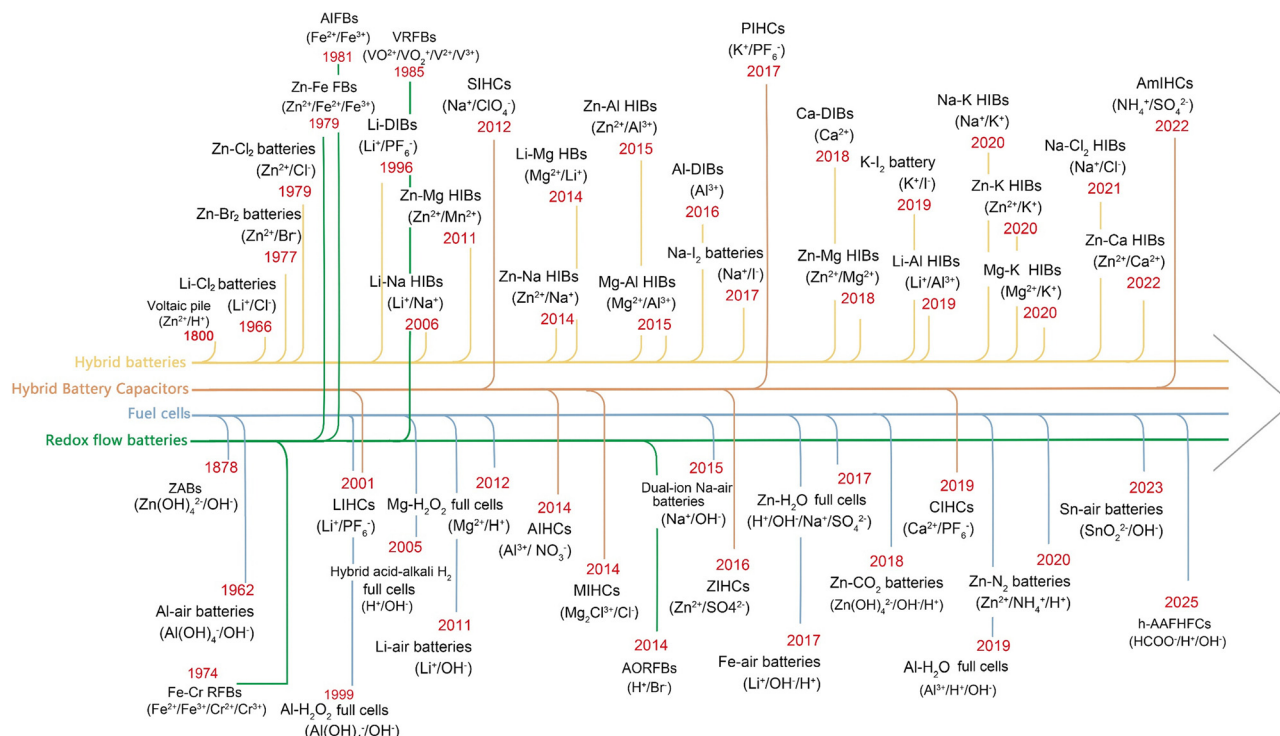 AIFBs
(Fe²⁺/Fe³⁺)
1981
VRFBs
(VO²⁺/VO₂⁺/V²⁺/V³⁺)
1985
Zn-Fe FBs
(Zn²⁺/Fe²⁺/Fe³⁺)
1979
Li-DIBs
(Li⁺/PF₆⁻)
1996
SIHCs
(Na⁺/ClO₄⁻)
2012
PIHCs
(K⁺/PF₆⁻)
2017
AmIHCs
(NH₄⁺/SO₄²⁻)
2022
Zn-Cl₂ batteries
(Zn²⁺/Cl⁻)
1979
Zn-Br₂ batteries
(Zn²⁺/Br⁻)
1977
Li-Cl₂ batteries
(Li⁺/Cl⁻)
1966
Voltaic pile
(Zn²⁺/H⁺)
1800
Zn-Mg HIBs
(Zn²⁺/Mn²⁺)
2011
Li-Na HIBs
(Li⁺/Na⁺)
2006
Li-Mg HBs
(Mg²⁺/Li⁺)
2014
Zn-Na HIBs
(Zn²⁺/Na⁺)
2014
Zn-Al HIBs
(Zn²⁺/Al³⁺)
2015
Mg-Al HIBs
(Mg²⁺/Al³⁺)
2015
Al-DIBs
(Al³⁺)
2016
Na-I₂ batteries
(Na⁺/I⁻)
2017
Ca-DIBs
(Ca²⁺)
2018
Zn-Mg HIBs
(Zn²⁺/Mg²⁺)
2018
K-I₂ battery
(K⁺/I⁻)
2019
Li-Al HIBs
(Li⁺/Al³⁺)
2019
Na-K HIBs
(Na⁺/K⁺)
2020
Zn-K HIBs
(Zn²⁺/K⁺)
2020
Mg-K HIBs
(Mg²⁺/K⁺)
2020
Na-Cl₂ HIBs
(Na⁺/Cl⁻)
2021
Zn-Ca HIBs
(Zn²⁺/Ca²⁺)
2022
Hybrid batteries
Hybrid Battery Capacitors
Fuel cells
Redox flow batteries
1878
ZABs
(Zn(OH)₄²⁻/OH⁻)
1962
Al-air batteries
(Al(OH)₄⁻/OH⁻)
1974
Fe-Cr RFBs
(Fe²⁺/Fe³⁺/Cr²⁺/Cr³⁺)
2001
LIHCs
(Li⁺/PF₆⁻)
1999
Al-H₂O₂ full cells
(Al(OH)₄⁻/OH⁻)
2012
Mg-H₂O₂ full cells
(Mg²⁺/H⁺)
2005
Hybrid acid-alkali H₂
full cells
(H⁺/OH⁻)
2011
Li-air batteries
(Li⁺/OH⁻)
2014
AIHCs
(Al³⁺/ NO₃⁻)
2014
MIHCs
(Mg₂Cl³⁺/Cl⁻)
2014
AORFBs
(H⁺/Br⁻)
2015
Dual-ion Na-air
batteries
(Na⁺/OH⁻)
2016
ZIHCs
(Zn²⁺/SO4²⁻)
2017
Zn-H₂O full cells
(H⁺/OH⁻/Na⁺/SO₄²⁻)
2017
Fe-air batteries
(Li⁺/OH⁻/H⁺)
2018
Zn-CO₂ batteries
(Zn(OH)₄²⁻/OH⁻/H⁺)
2019
CIHCs
(Ca²⁺/PF₆⁻)
2020
Zn-N₂ batteries
(Zn²⁺/NH₄⁺/H⁺)
2019
Al-H₂O full cells
(Al³⁺/H⁺/OH⁻)
2023
Sn-air batteries
(SnO₂²⁻/OH⁻)
2025
h-AAFHFCs
(HCOO⁻/H⁺/OH⁻)